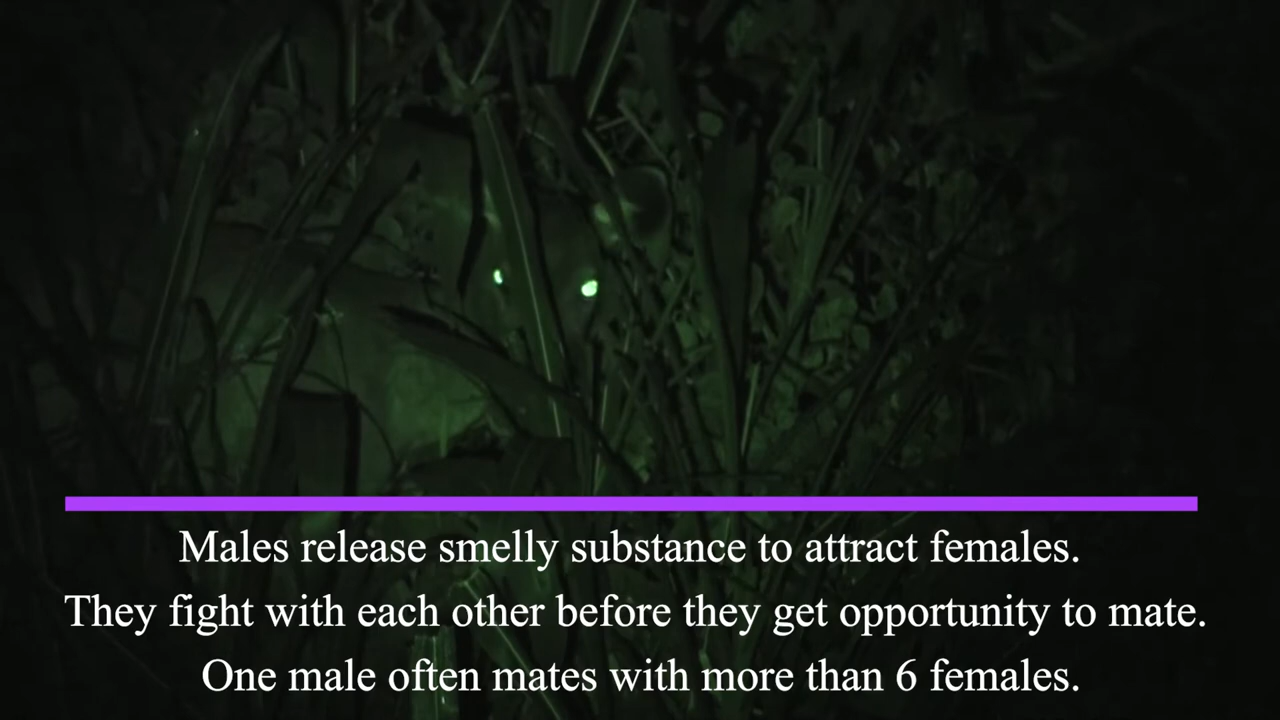 Males release smelly substance to attract females.
They fight with each other before they get opportunity to mate.
One male often mates with more than 6 females.